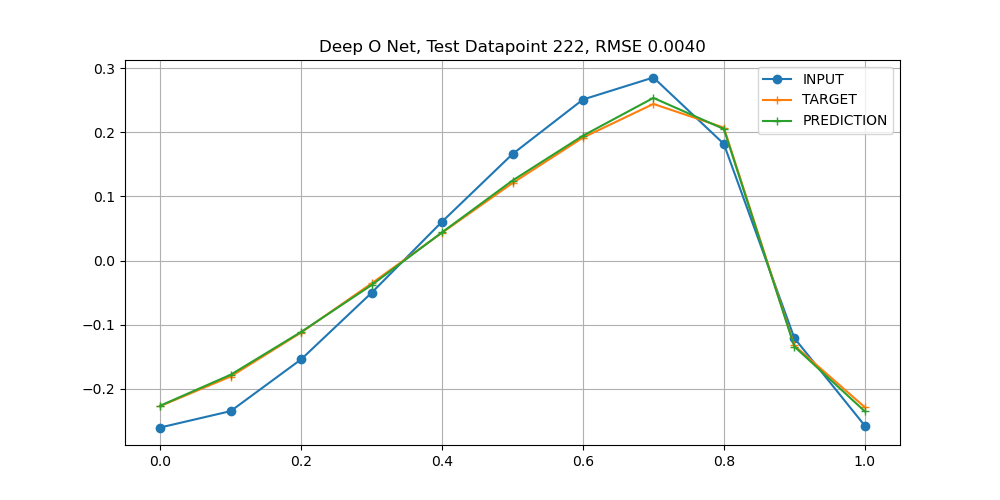 Deep O Net, Test Datapoint 222, RMSE 0.0040
INPUT
TARGET
PREDICTION
0.3
0.2
0.1
0.0
−0.1
−0.2
0.0 0.2 0.4 0.6 0.8 1.0